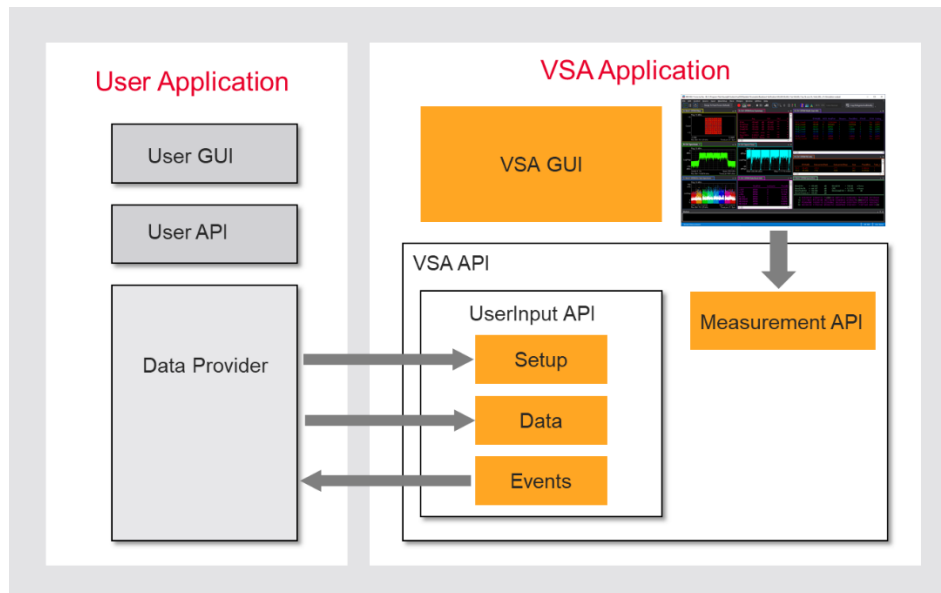 User Application
User GUI
User API
Data Provider
VSA Application
VSA GUI
VSA API
UserInput API
Setup
Data
Events
Measurement API